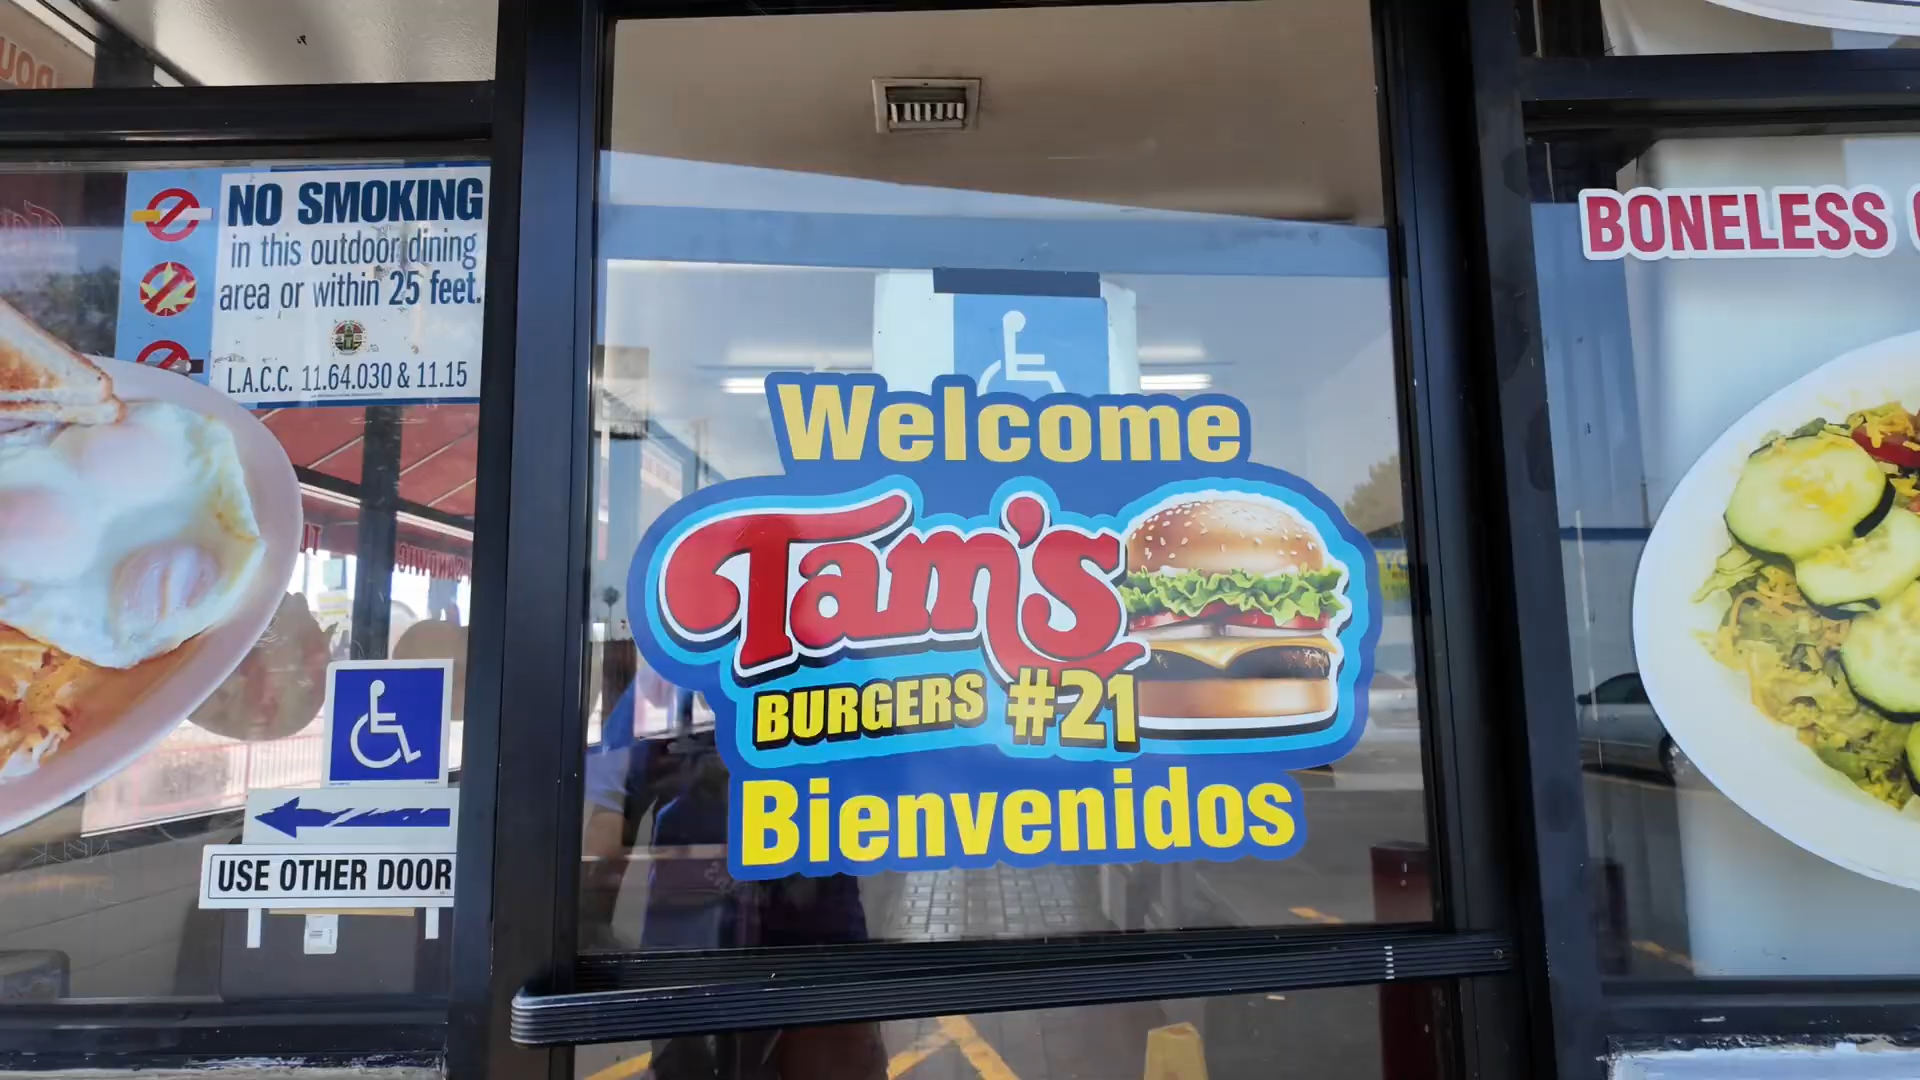 NO SMOKING
in this outdoor dining
area or within 25 feet.
L.A.C.C. 11.64.030 & 11.15
USE OTHER DOOR
Welcome
Tam's
BURGERS #21
Bienvenidos
BONELESS